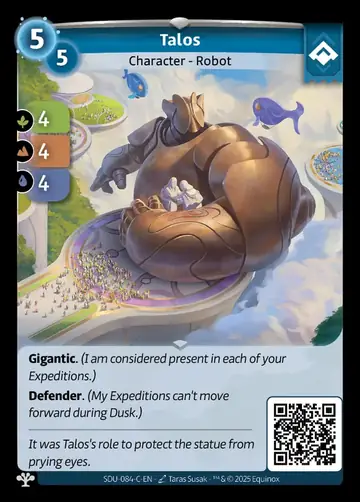 5
5
Talos
Character - Robot
4
4
4
Gigantic. (I am considered present in each of your
Expeditions.)
Defender. (My Expeditions can't move
forward during Dusk.)
It was Talos's role to protect the statue from
prying eyes.
SDU-084-C-EN - Taras Susak - ™ & © 2025 Equinox